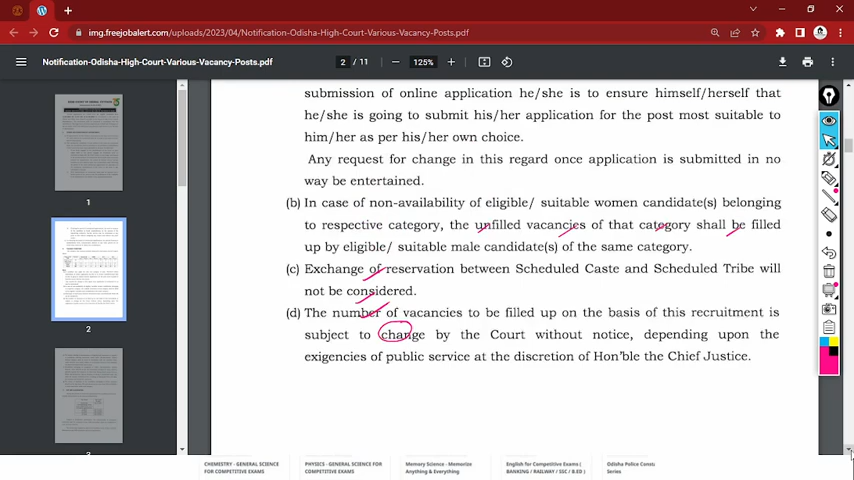 img.freejobalert.com/uploads/2023/04/Notification-Odisha-High-Court-Various-Vacancy-Posts.pdf
Notification-Odisha-High-Court-Various-Vacancy-Posts.pdf
2 / 11
125%
submission of online application he/she is to ensure himself/herself that
he/she is going to submit his/her application for the post most suitable to
him/her as per his/her own choice.
Any request for change in this regard once application is submitted in no
way be entertained.
(b) In case of non-availability of eligible/ suitable women candidate(s) belonging
to respective category, the unfilled vacancies of that category shall be filled
up by eligible/ suitable male candidate(s) of the same category.
(c) Exchange of reservation between Scheduled Caste and Scheduled Tribe will
not be considered.
(d) The number of vacancies to be filled up on the basis of this recruitment is
subject to change by the Court without notice, depending upon the
exigencies of public service at the discretion of Hon'ble the Chief Justice.
1
2
3
CHEMISTRY - GENERAL SCIENCE
FOR COMPETITIVE EXAMS
PHYSICS - GENERAL SCIENCE FOR
COMPETITIVE EXAMS
Memory Science - Memorize
Anything & Everything
English for Competitive Exams (
BANKING / RAILWAY / SSC / B.ED )
Odisha Police Const
Series